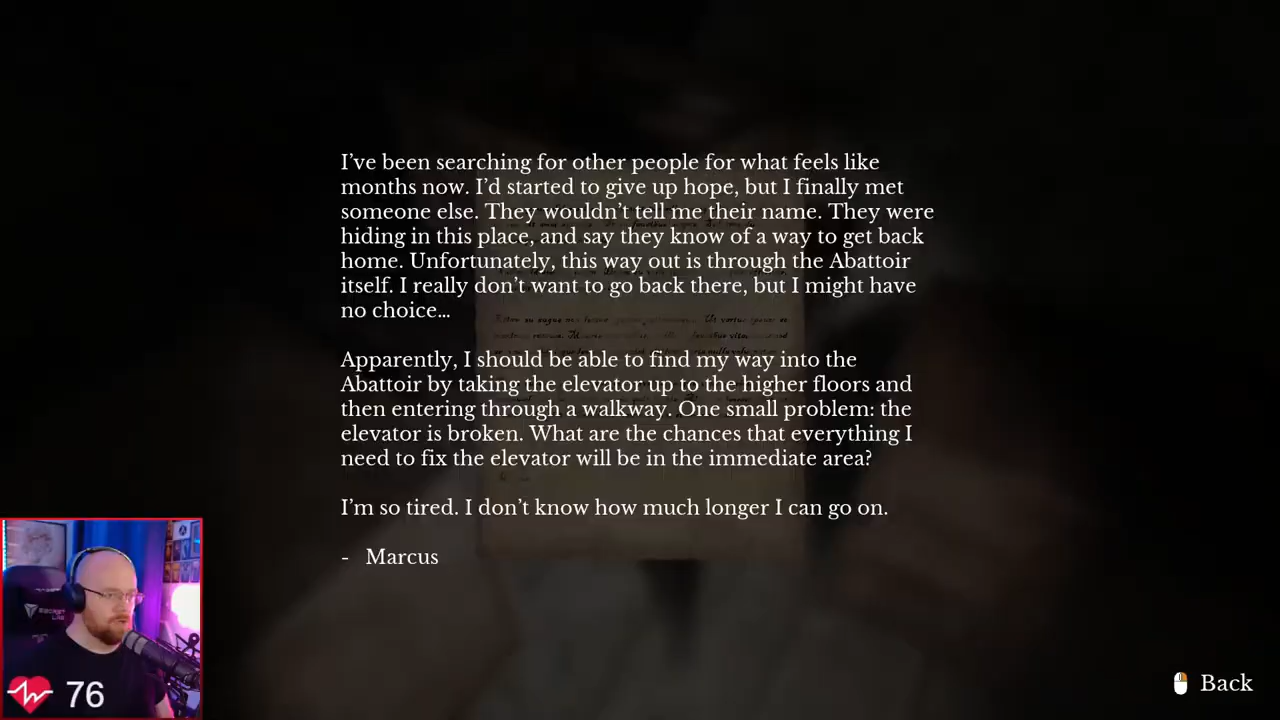 I’ve been searching for other people for what feels like
months now. I’d started to give up hope, but I finally met
someone else. They wouldn’t tell me their name. They were
hiding in this place, and say they know of a way to get back
home. Unfortunately, this way out is through the Abattoir
itself. I really don’t want to go back there, but I might have
no choice…
Apparently, I should be able to find my way into the
Abattoir by taking the elevator up to the higher floors and
then entering through a walkway. One small problem: the
elevator is broken. What are the chances that everything I
need to fix the elevator will be in the immediate area?
I’m so tired. I don’t know how much longer I can go on.
- Marcus
76
Back